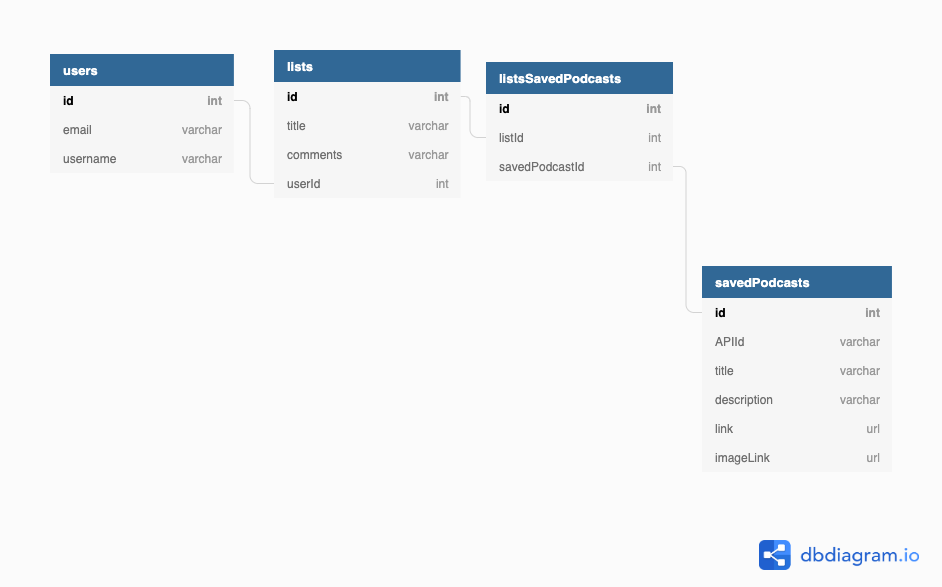 users
id int
email varchar
username varchar
lists
id int
title varchar
comments varchar
userId int
listsSavedPodcasts
id int
listId int
savedPodcastId int
savedPodcasts
id int
APIId varchar
title varchar
description varchar
link url
imageLink url
dbdiagram.io